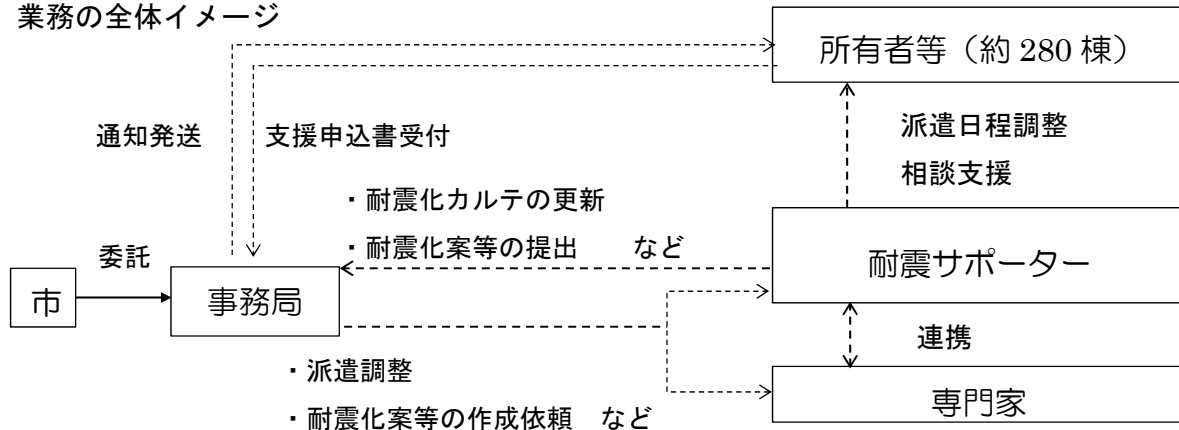 業務の全体イメージ
所有者等（約 280 棟）
通知発送
支援申込書受付
派遣日程調整
相談支援
・耐震化カルテの更新
・耐震化案等の提出　　など
委託
市
事務局
耐震サポーター
連携
・派遣調整
・耐震化案等の作成依頼　など
専門家